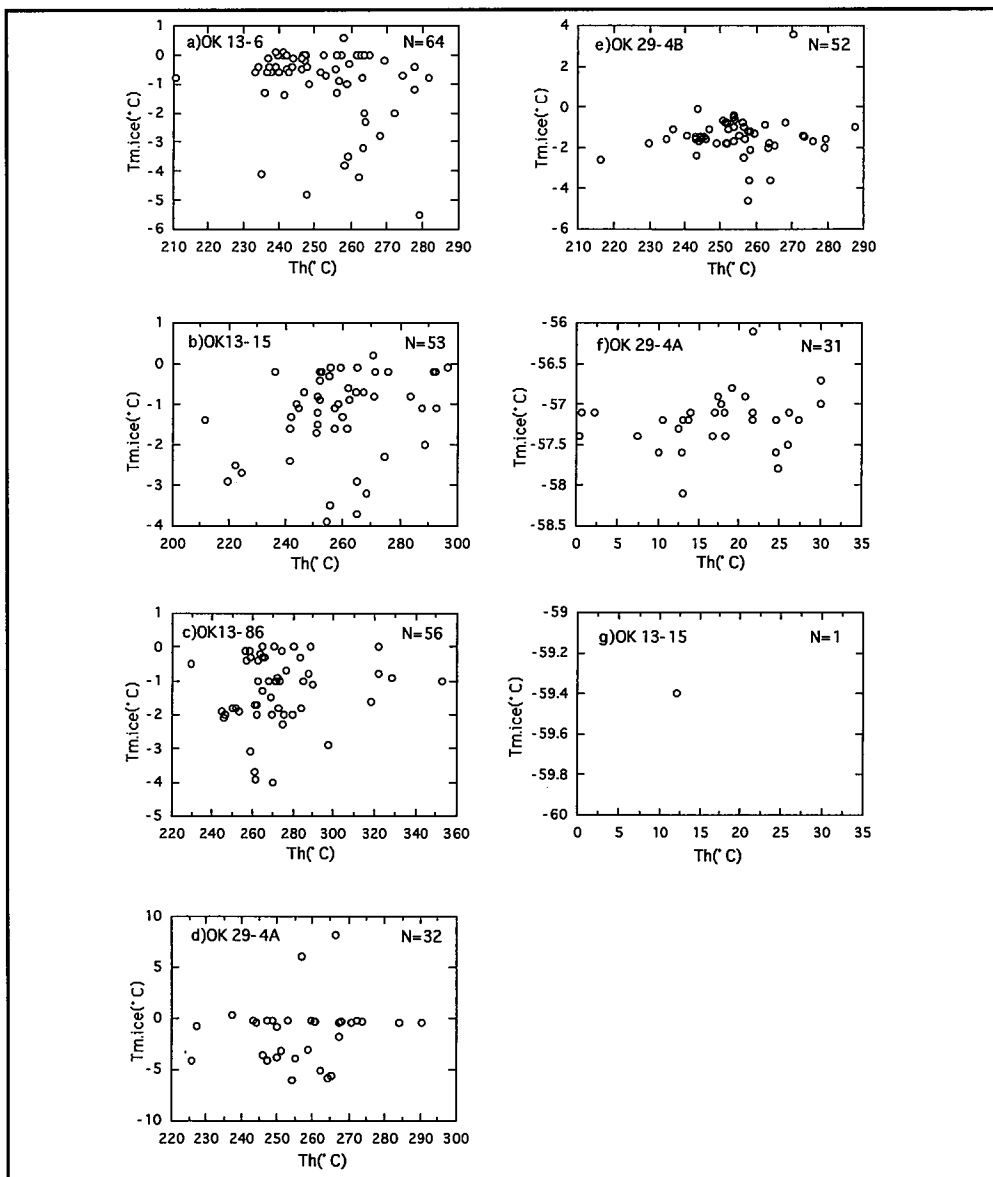 a)OK 13-6 N=64
1
0
-1
-2
-3
-4
-5
-6
Tm.ice(°C)
210 220 230 240 250 260 270 280 290
Th(°C)
b)OK13-15 N=53
1
0
-1
-2
-3
-4
Tm.ice(°C)
200 220 240 260 280 300
Th(°C)
c)OK13-86 N=56
1
0
-1
-2
-3
-4
-5
Tm.ice(°C)
220 240 260 280 300 320 340 360
Th(°C)
d)OK 29-4A N=32
10
5
0
-5
-10
Tm.ice(°C)
220 230 240 250 260 270 280 290 300
Th(°C)
e)OK 29-4B N=52
4
2
0
-2
-4
-6
Tm.ice(°C)
210 220 230 240 250 260 270 280 290
Th(°C)
f)OK 29-4A N=31
-56
-56.5
-57
-57.5
-58
-58.5
Tm.ice(°C)
0 5 10 15 20 25 30 35
Th(°C)
g)OK 13-15 N=1
-59
-59.2
-59.4
-59.6
-59.8
-60
Tm.ice(°C)
0 5 10 15 20 25 30 35
Th(°C)